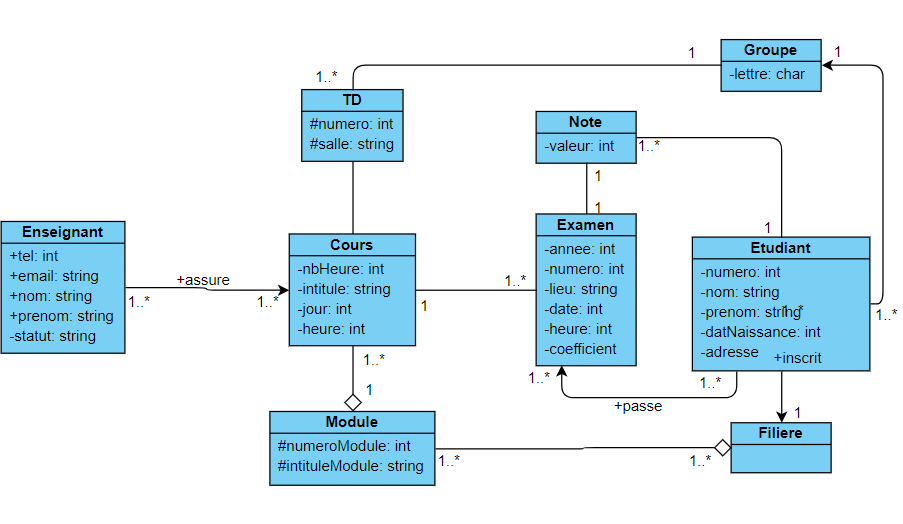 1
Groupe
1
-lettre: char
1..*
TD
#numero: int
#salle: string
Note
-valeur: int
1..*
1
1
1
Enseignant
+tel: int
+email: string
+nom: string
+prenom: string
-statut: string
+assure
1..*
1..*
Cours
-nbHeure: int
-intitule: string
-jour: int
-heure: int
1
1..*
Examen
-annee: int
-numero: int
-lieu: string
-date: int
-heure: int
-coefficient
Etudiant
-numero: int
-nom: string
-prenom: string
-datNaissance: int
-adresse
+inscrit
1..*
1..*
1
1..*
1..*
+passe
1
Module
#numeroModule: int
#intituleModule: string
1..*
1..*
Filiere